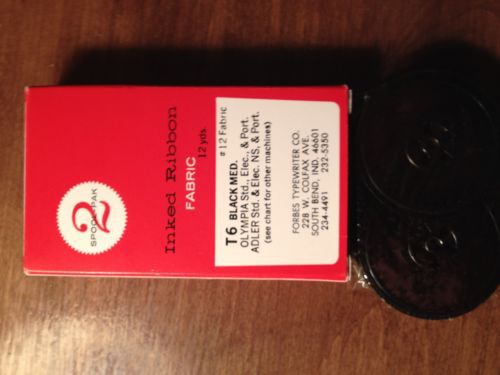 2
SPOOL PAK
Inked Ribbon
FABRIC
12 yds.
# 12 Fabric
T6 BLACK MED.
OLYMPIA Std., Elec., & Port.
ADLER Std. & Elec. NS, & Port.
(see chart for other machines)
FORBES TYPEWRITER CO.
228 W. COLFAX AVE.
SOUTH BEND, IND. 46601
234-4491 232-5350